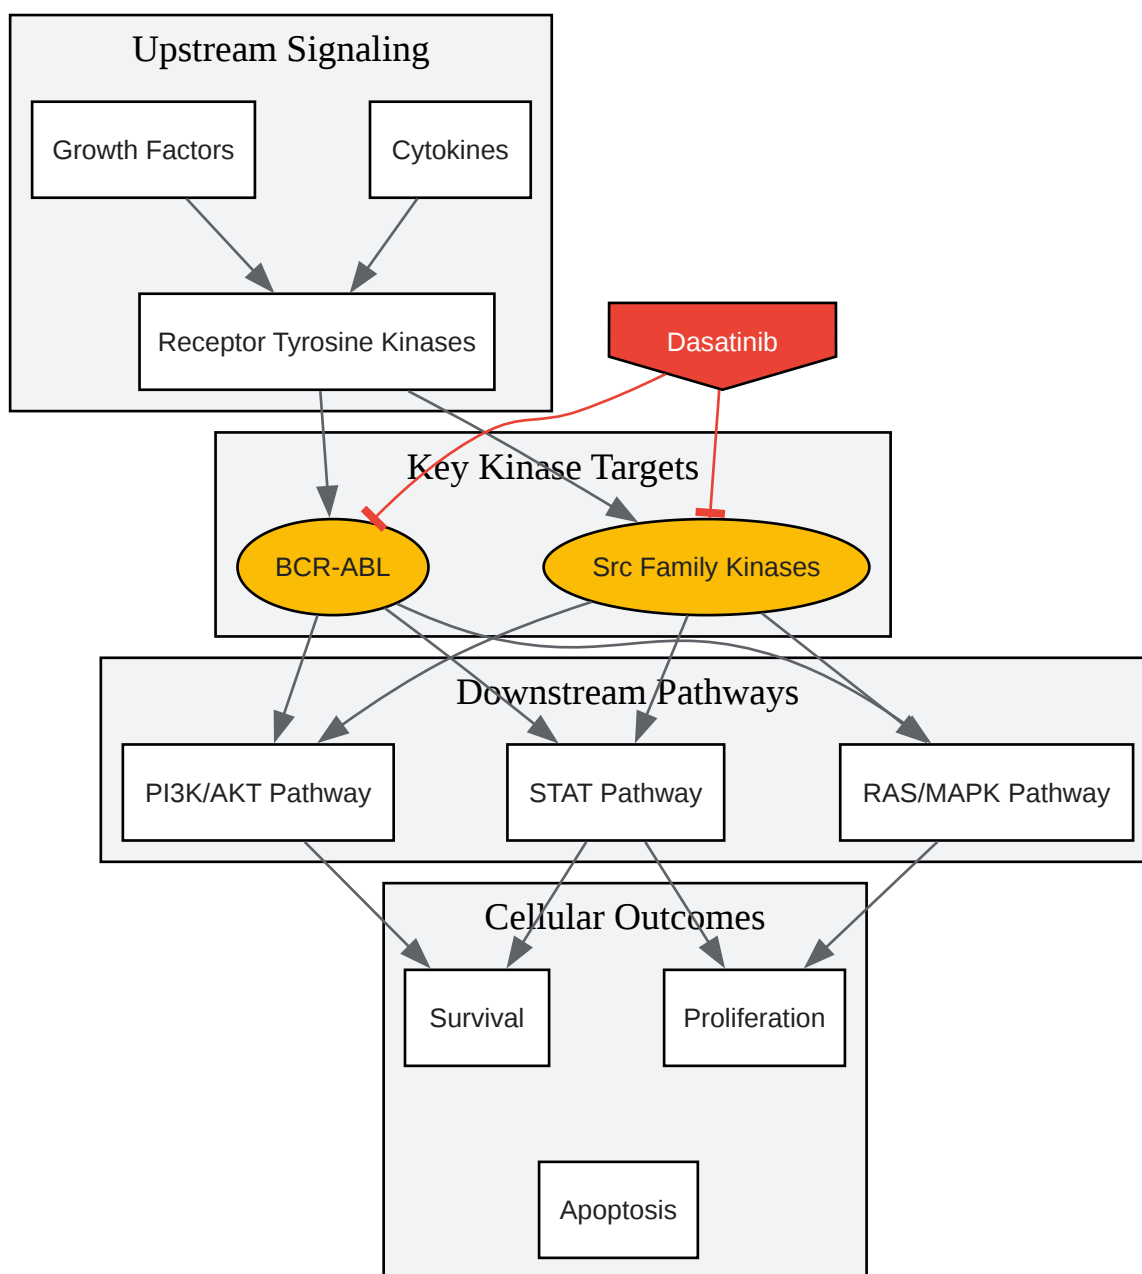 Upstream Signaling
Growth Factors
Cytokines
Receptor Tyrosine Kinases
Dasatinib
Key Kinase Targets
BCR-ABL
Src Family Kinases
Downstream Pathways
PI3K/AKT Pathway
STAT Pathway
RAS/MAPK Pathway
Cellular Outcomes
Survival
Proliferation
Apoptosis